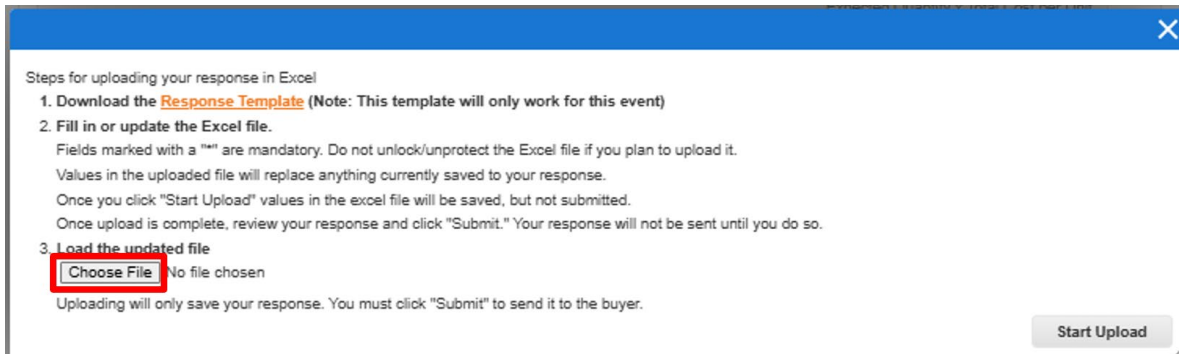 Expected Quantity x Total Cost per Unit
Steps for uploading your response in Excel
1. Download the Response Template (Note: This template will only work for this event)
2. Fill in or update the Excel file.
Fields marked with a "*" are mandatory. Do not unlock/unprotect the Excel file if you plan to upload it.
Values in the uploaded file will replace anything currently saved to your response.
Once you click "Start Upload" values in the excel file will be saved, but not submitted.
Once upload is complete, review your response and click "Submit." Your response will not be sent until you do so.
3. Load the updated file
Choose File No file chosen
Uploading will only save your response. You must click "Submit" to send it to the buyer.
Start Upload